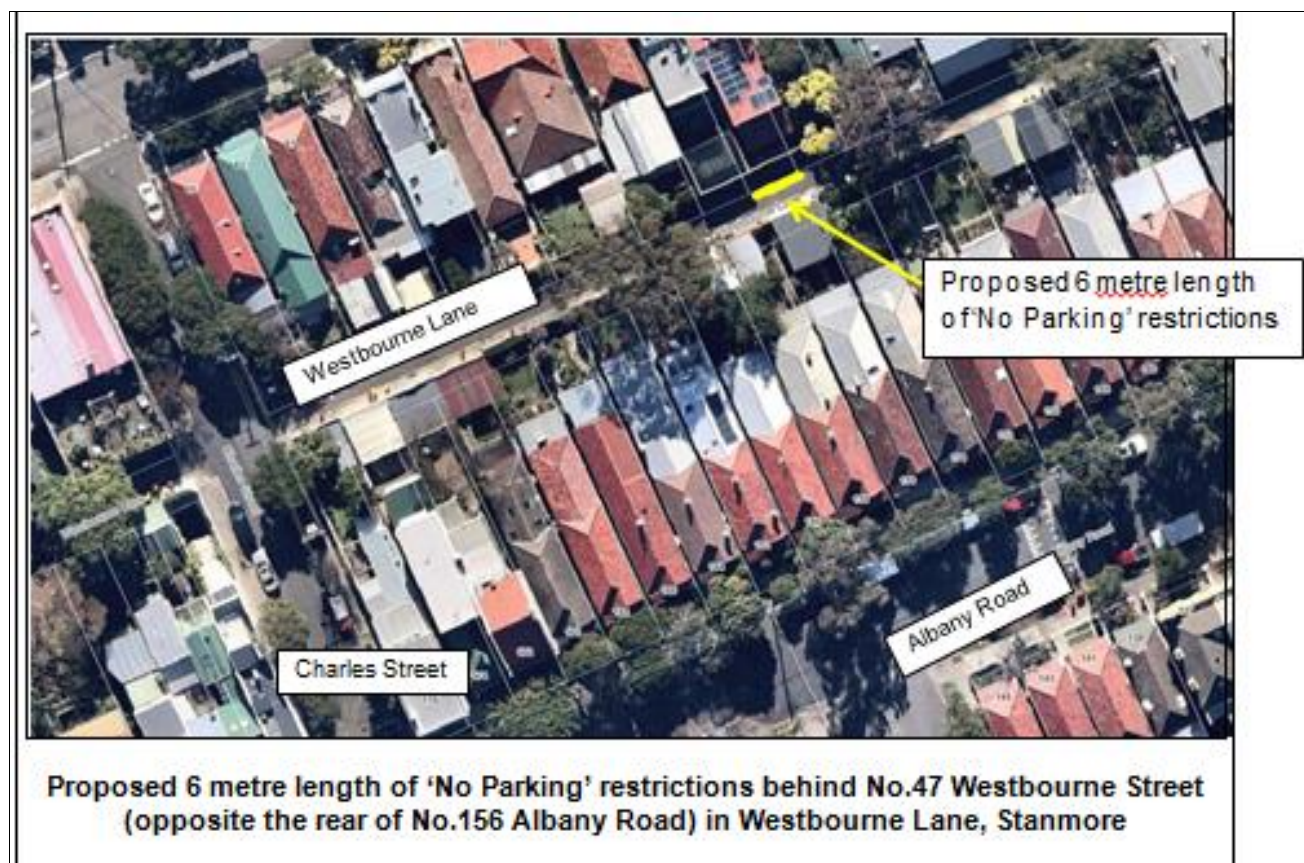 Proposed 6 metre length
of 'No Parking' restrictions
Westbourne Lane
Albany Road
Charles Street
Proposed 6 metre length of ‘No Parking’ restrictions behind No.47 Westbourne Street
(opposite the rear of No.156 Albany Road) in Westbourne Lane, Stanmore